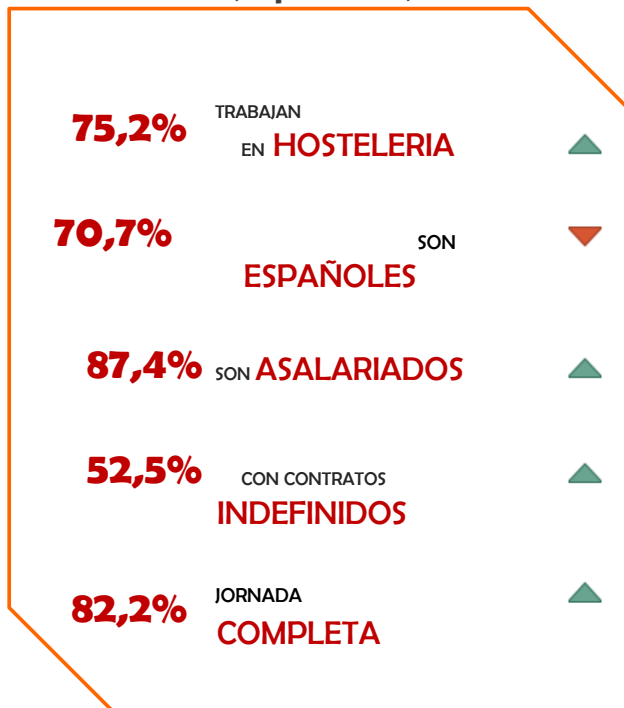 75,2% TRABAJAN
EN HOSTELERIA
70,7% SON
ESPAÑOLES
87,4% SON ASALARIADOS
52,5% CON CONTRATOS
INDEFINIDOS
82,2% JORNADA
COMPLETA